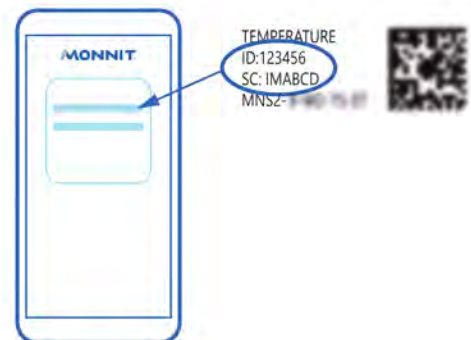 MONNIT
TEMPERATURE
ID:123456
SC: IMABCD
MNS2-